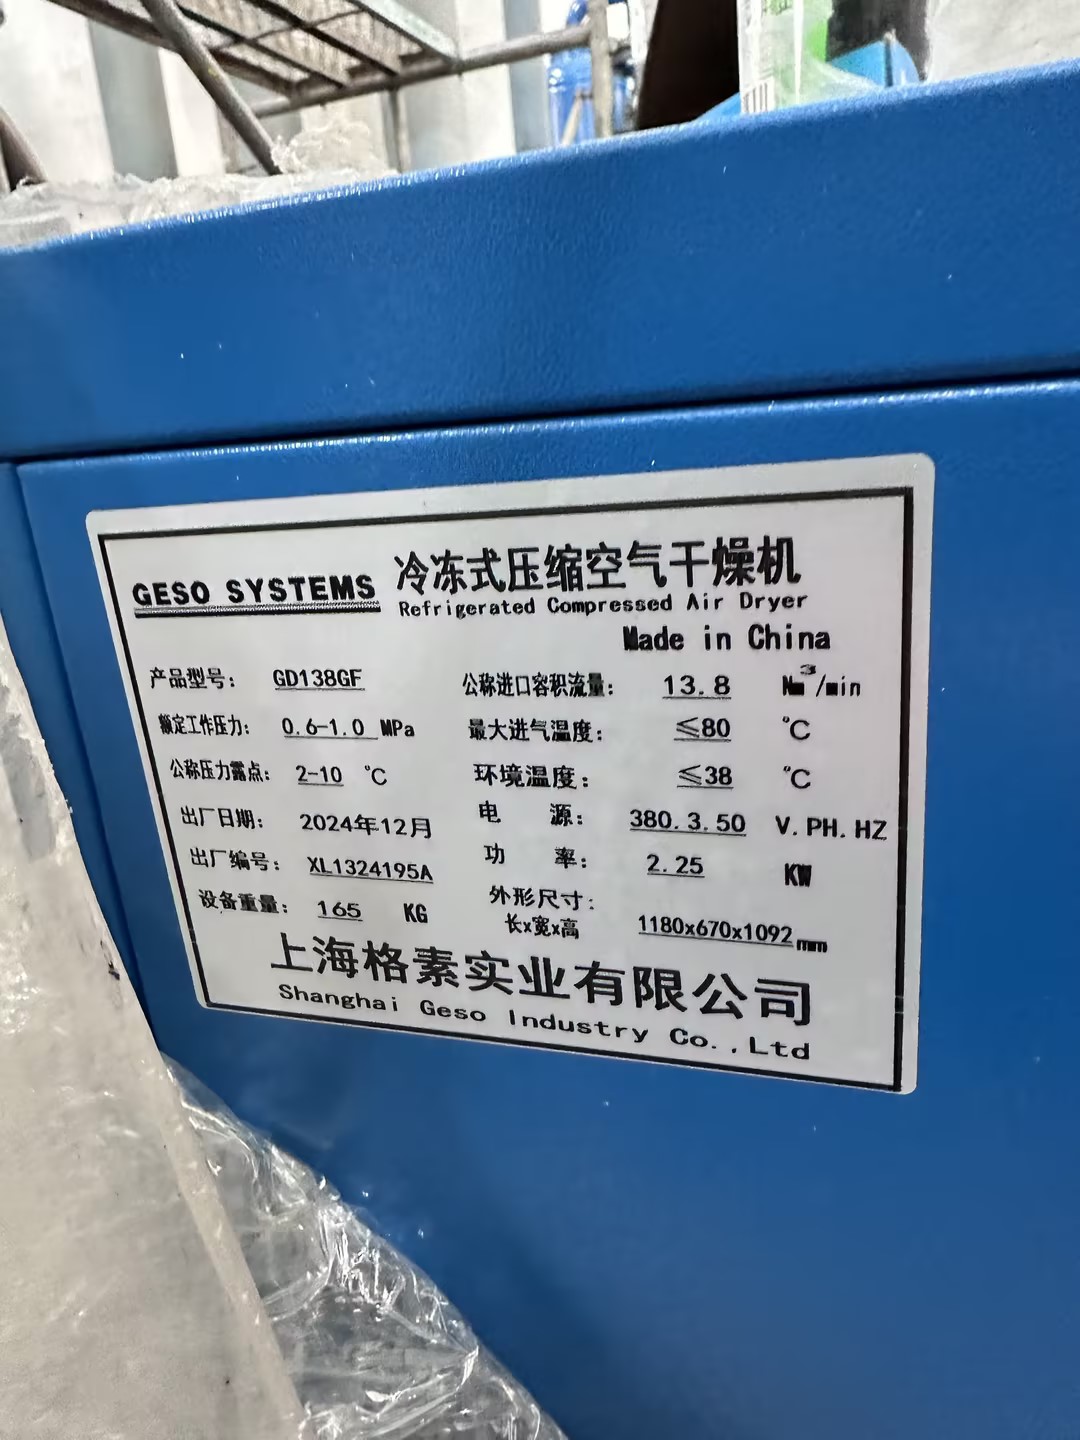 GESO SYSTEMS 冷冻式压缩空气干燥机
Refrigerated Compressed Air Dryer
Made in China
产品型号: GD138GF 公称进口容积流量: 13.8 Nm³/min
额定工作压力: 0.6-1.0 MPa 最大进气温度: ≤80 ℃
公称压力露点: 2-10 ℃ 环境温度: ≤38 ℃
出厂日期: 2024年12月 电 源: 380.3.50 V.PH.HZ
出厂编号: XL1324195A 功 率: 2.25 KW
设备重量: 165 KG 外形尺寸:
长x宽x高 1180x670x1092mm
上海格素实业有限公司
Shanghai Geso Industry Co.,Ltd